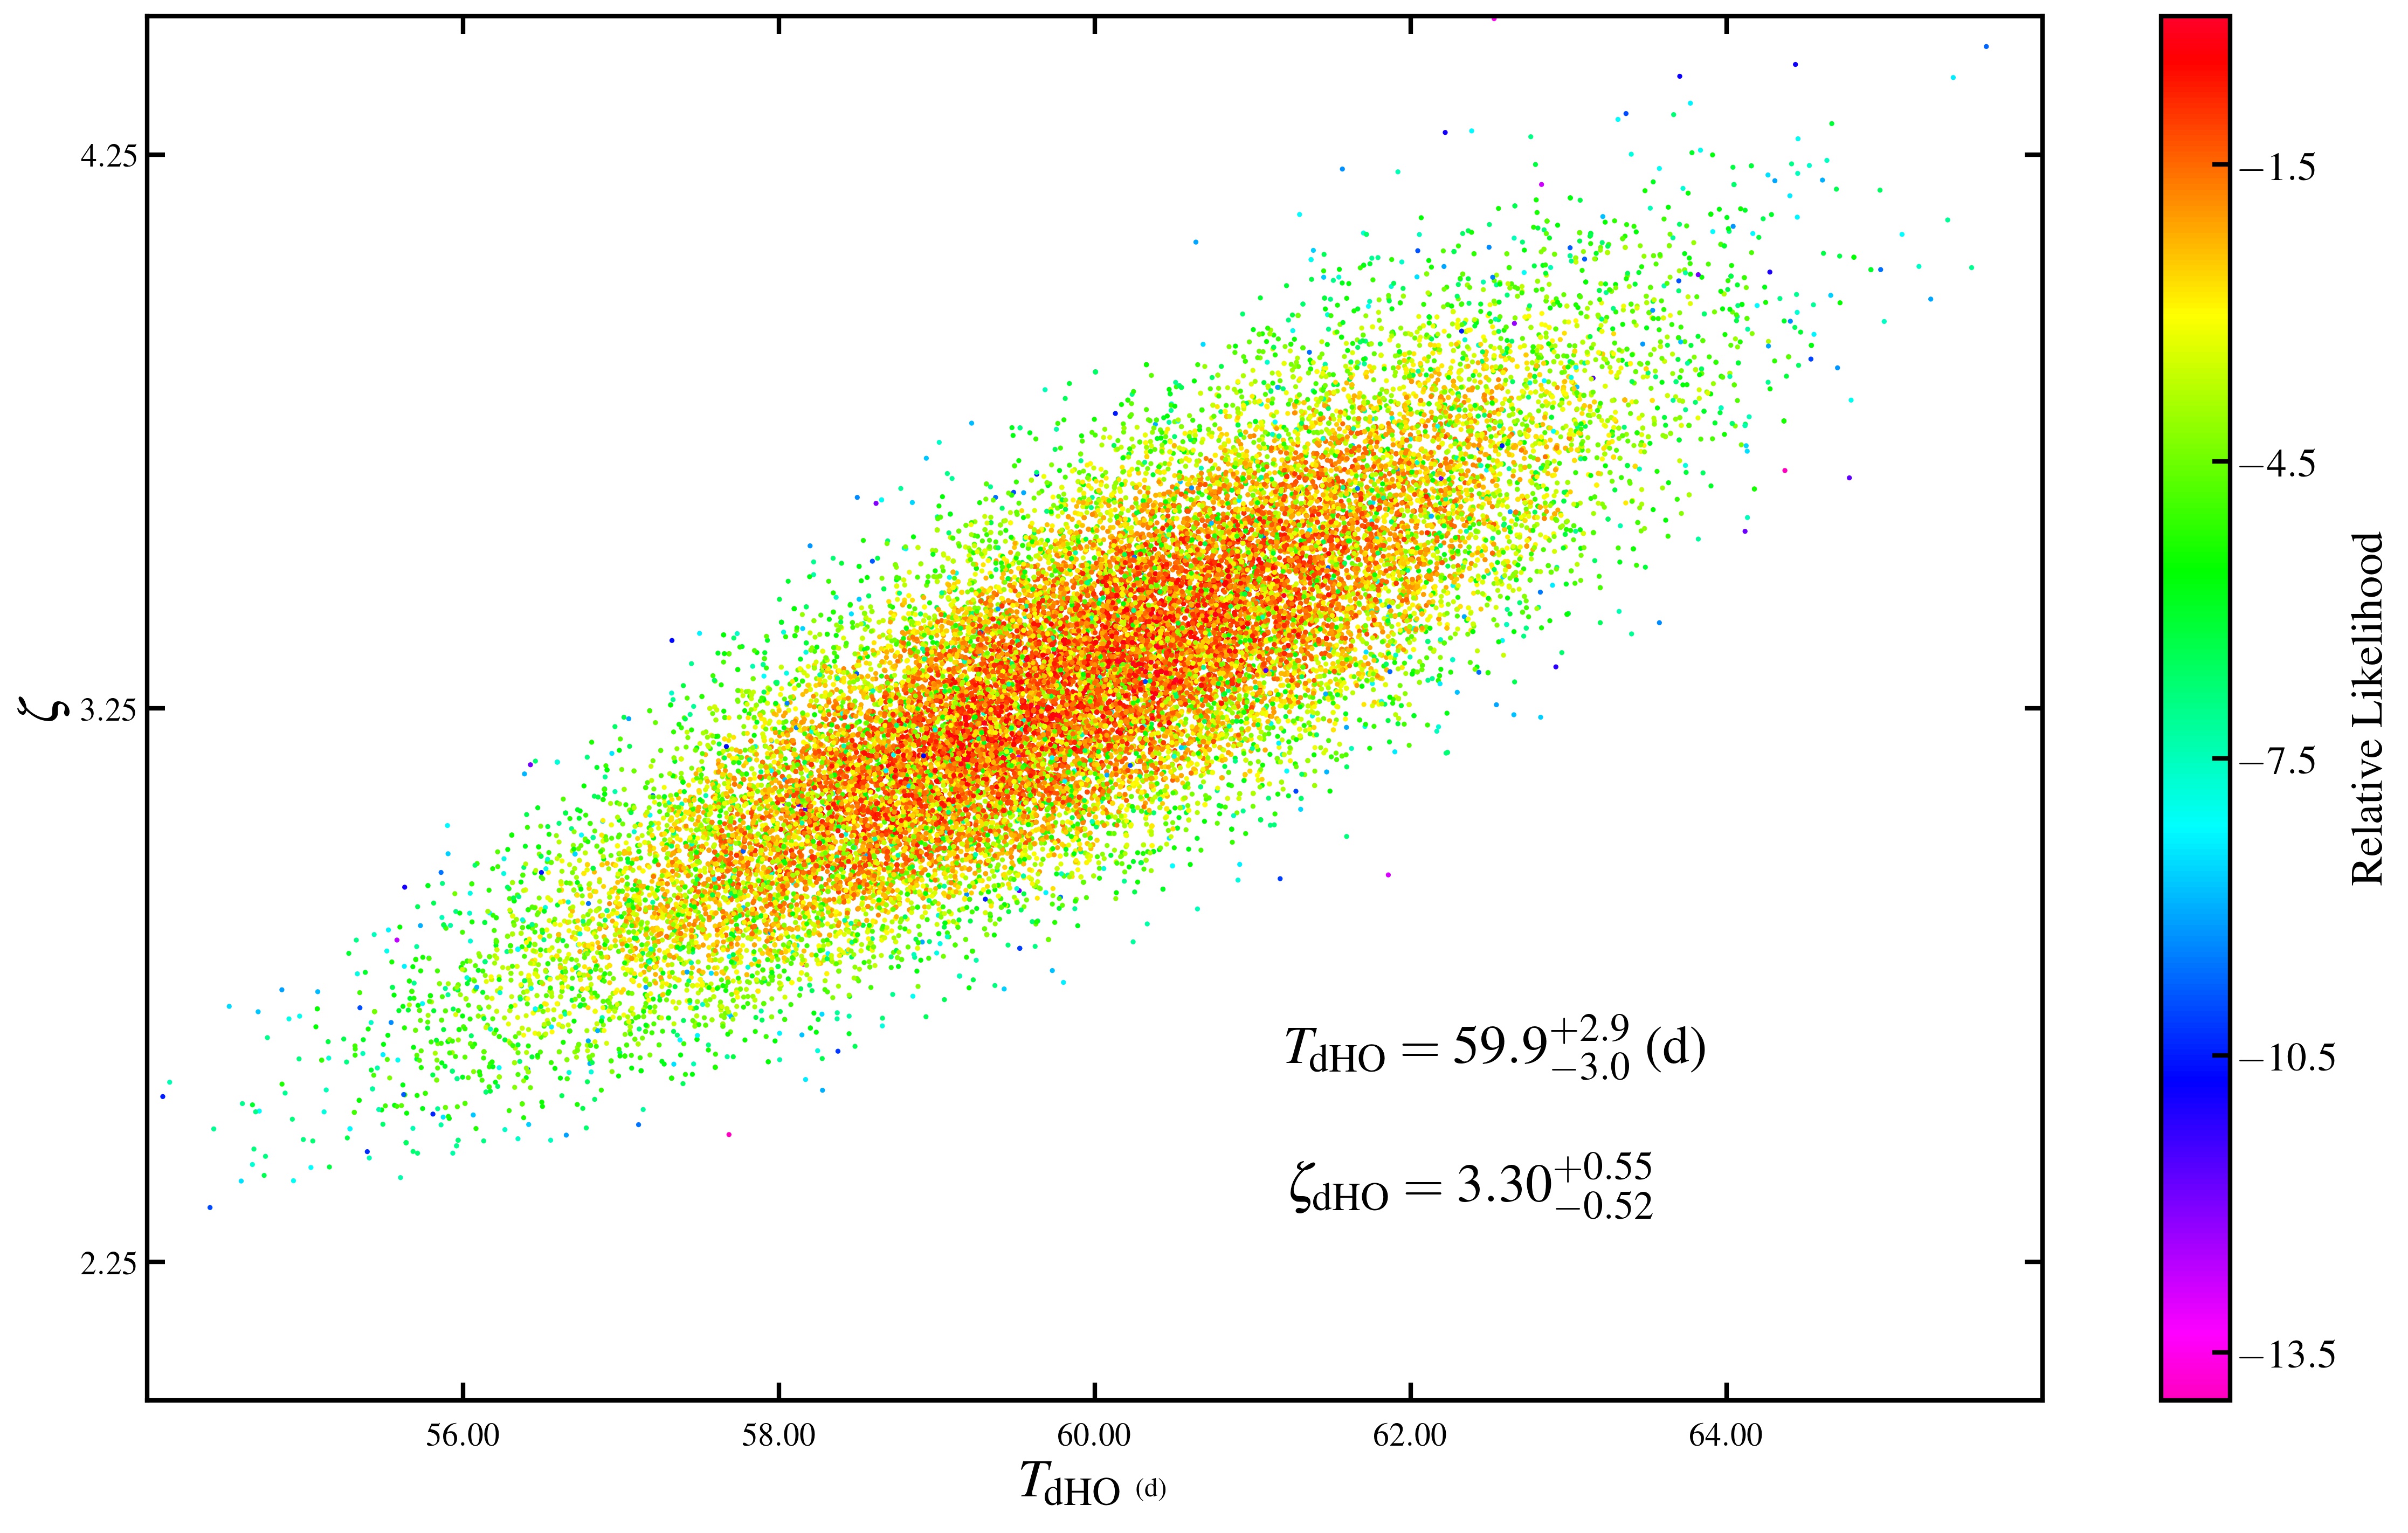 4.25
3.25
2.25
ζ
56.00
58.00
60.00
62.00
64.00
T_dHO (d)
T_dHO = 59.9^{+2.9}_{−3.0} (d)
ζ_dHO = 3.30^{+0.55}_{−0.52}
−1.5
−4.5
−7.5
−10.5
−13.5
Relative Likelihood